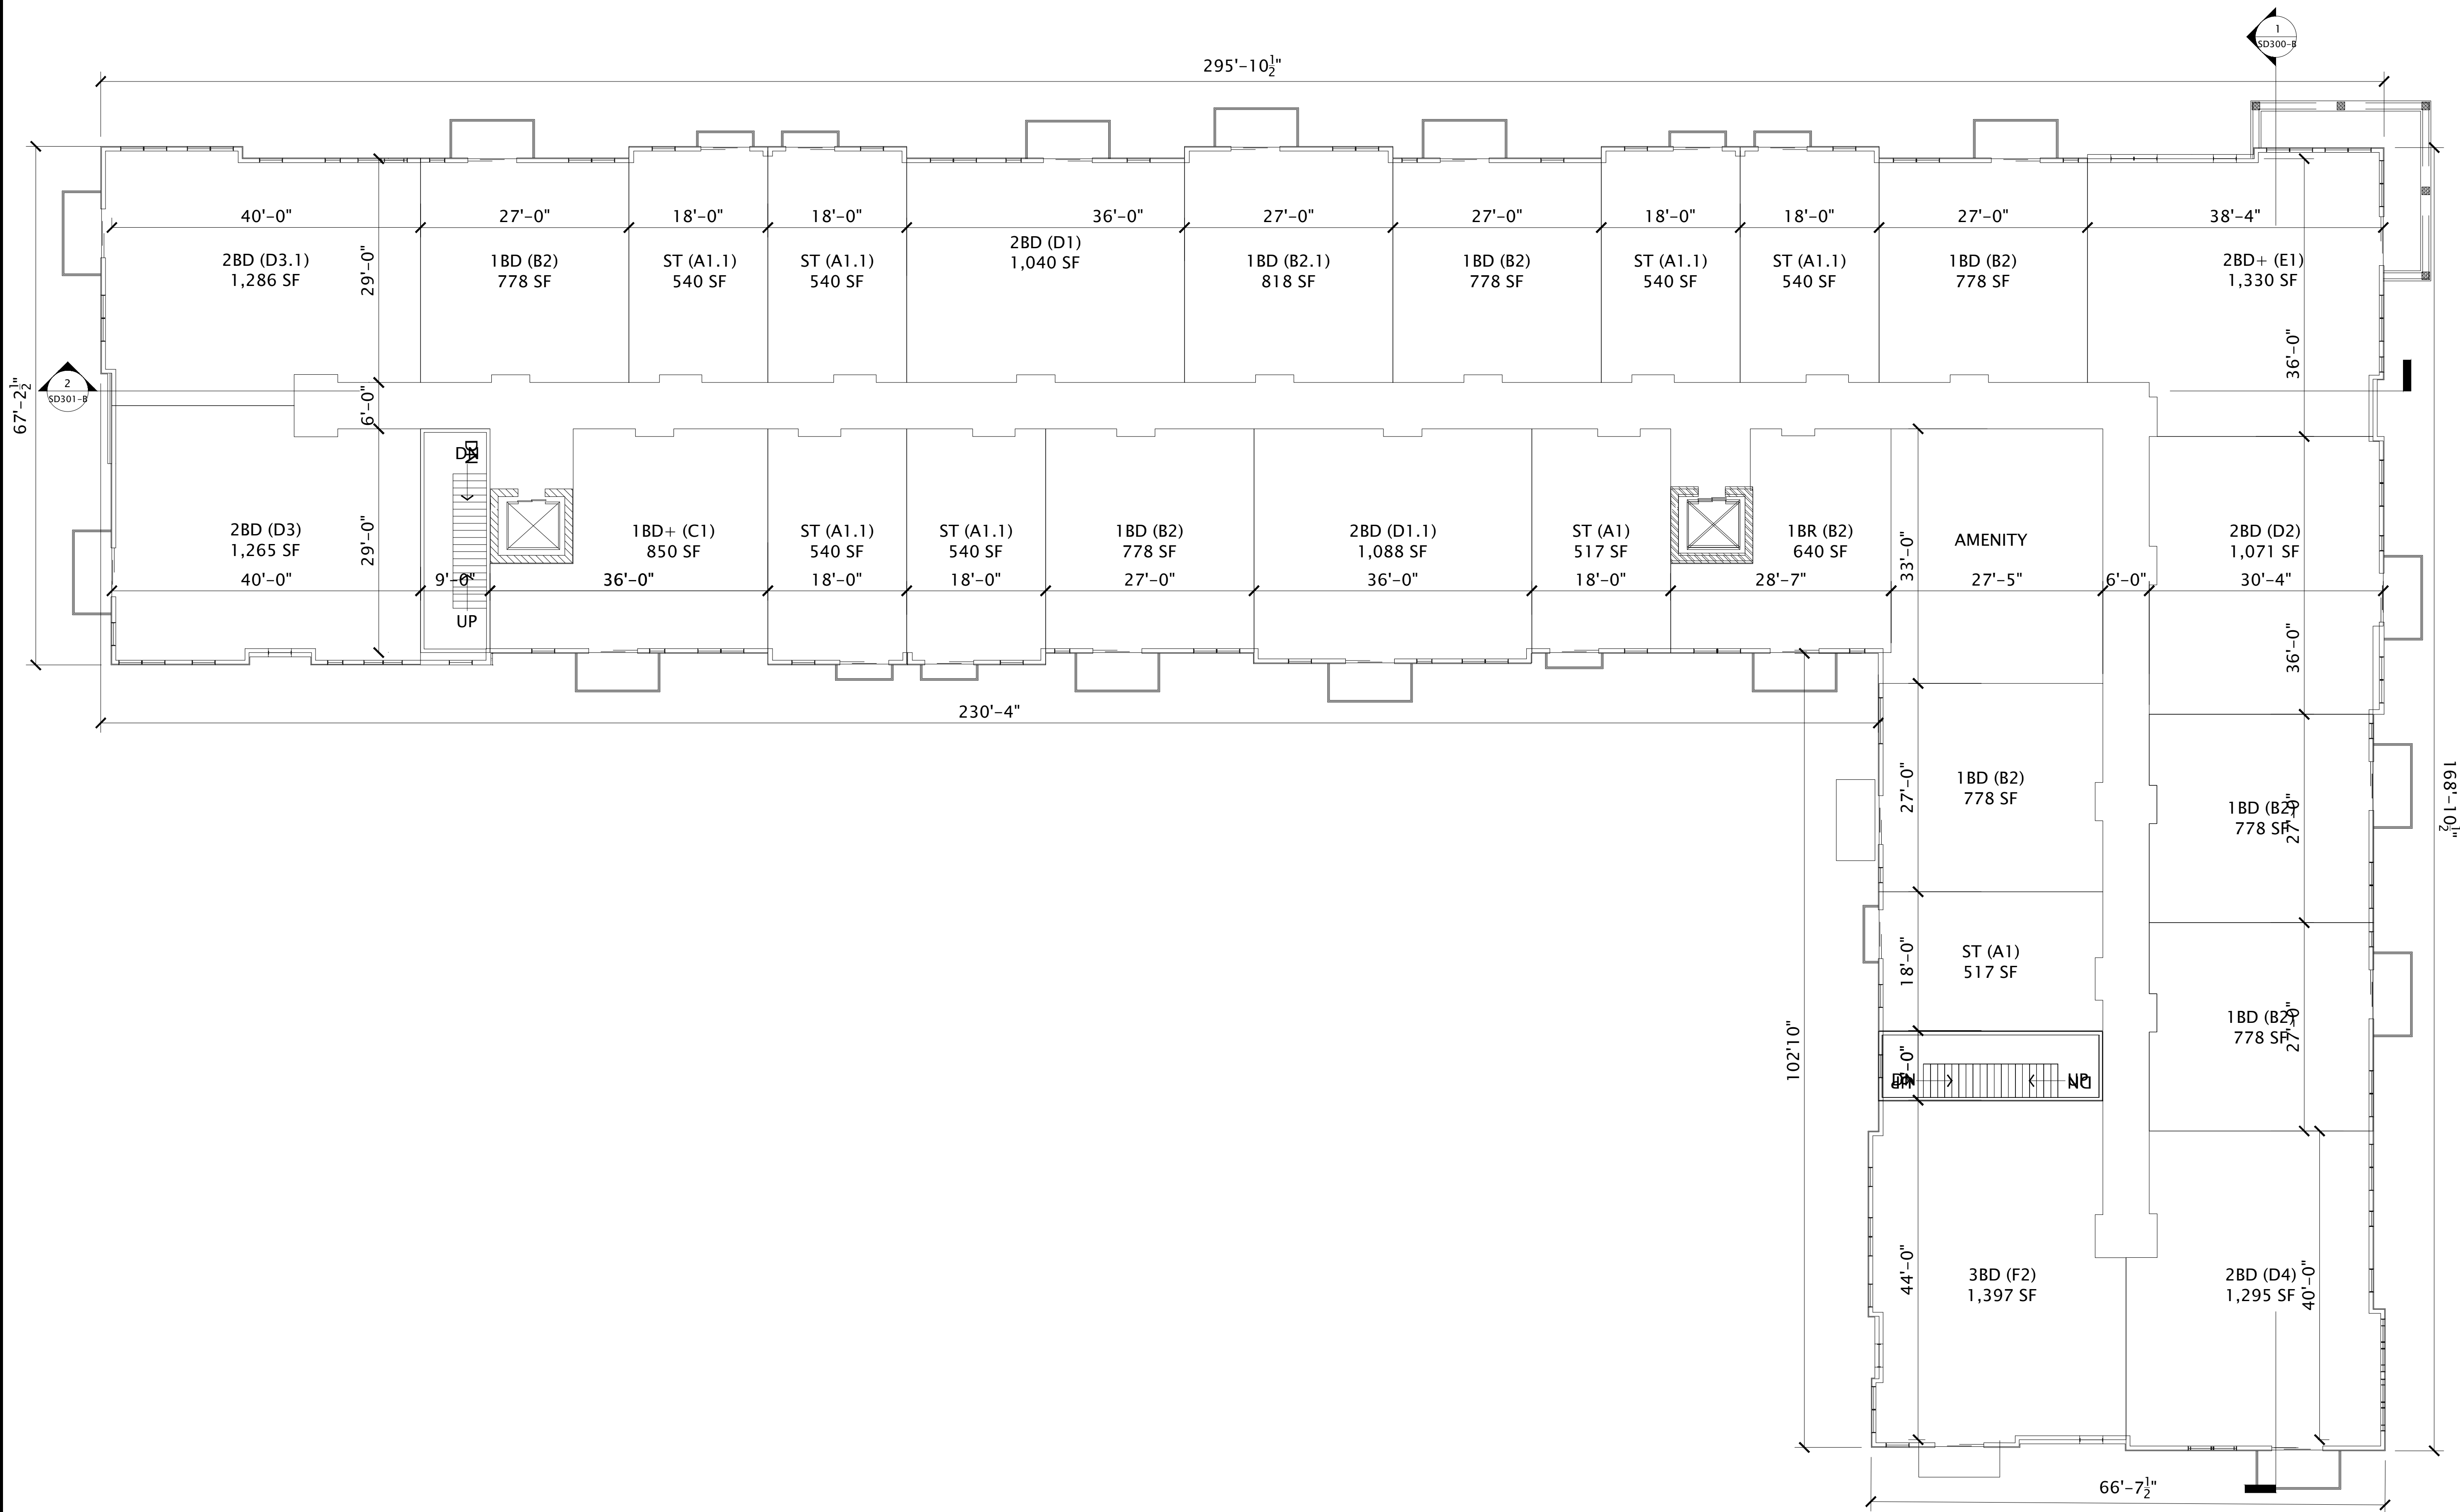 1
SD300-B
295'-10½"
40'-0"
27'-0"
18'-0"
18'-0"
36'-0"
27'-0"
27'-0"
18'-0"
18'-0"
27'-0"
38'-4"
2BD (D3.1)
1,286 SF
29'-0"
1BD (B2)
778 SF
ST (A1.1)
540 SF
ST (A1.1)
540 SF
2BD (D1)
1,040 SF
1BD (B2.1)
818 SF
1BD (B2)
778 SF
ST (A1.1)
540 SF
ST (A1.1)
540 SF
1BD (B2)
778 SF
2BD+ (E1)
1,330 SF
36'-0"
67'-2½"
2
SD301-B
6'-0"
DN
DN
2BD (D3)
1,265 SF
29'-0"
1BD+ (C1)
850 SF
ST (A1.1)
540 SF
ST (A1.1)
540 SF
1BD (B2)
778 SF
2BD (D1.1)
1,088 SF
ST (A1)
517 SF
1BR (B2)
640 SF
33'-0"
AMENITY
2BD (D2)
1,071 SF
40'-0"
9'-0"
36'-0"
18'-0"
18'-0"
27'-0"
36'-0"
18'-0"
28'-7"
27'-5"
6'-0"
30'-4"
UP
36'-0"
230'-4"
27'-0"
1BD (B2)
778 SF
1BD (B2)
778 SF
27'-0"
168'-10½"
18'-0"
ST (A1)
517 SF
1BD (B2)
778 SF
27'-0"
102'10"
DN
UP
UP
DN
44'-0"
3BD (F2)
1,397 SF
2BD (D4)
1,295 SF
40'-0"
66'-7½"